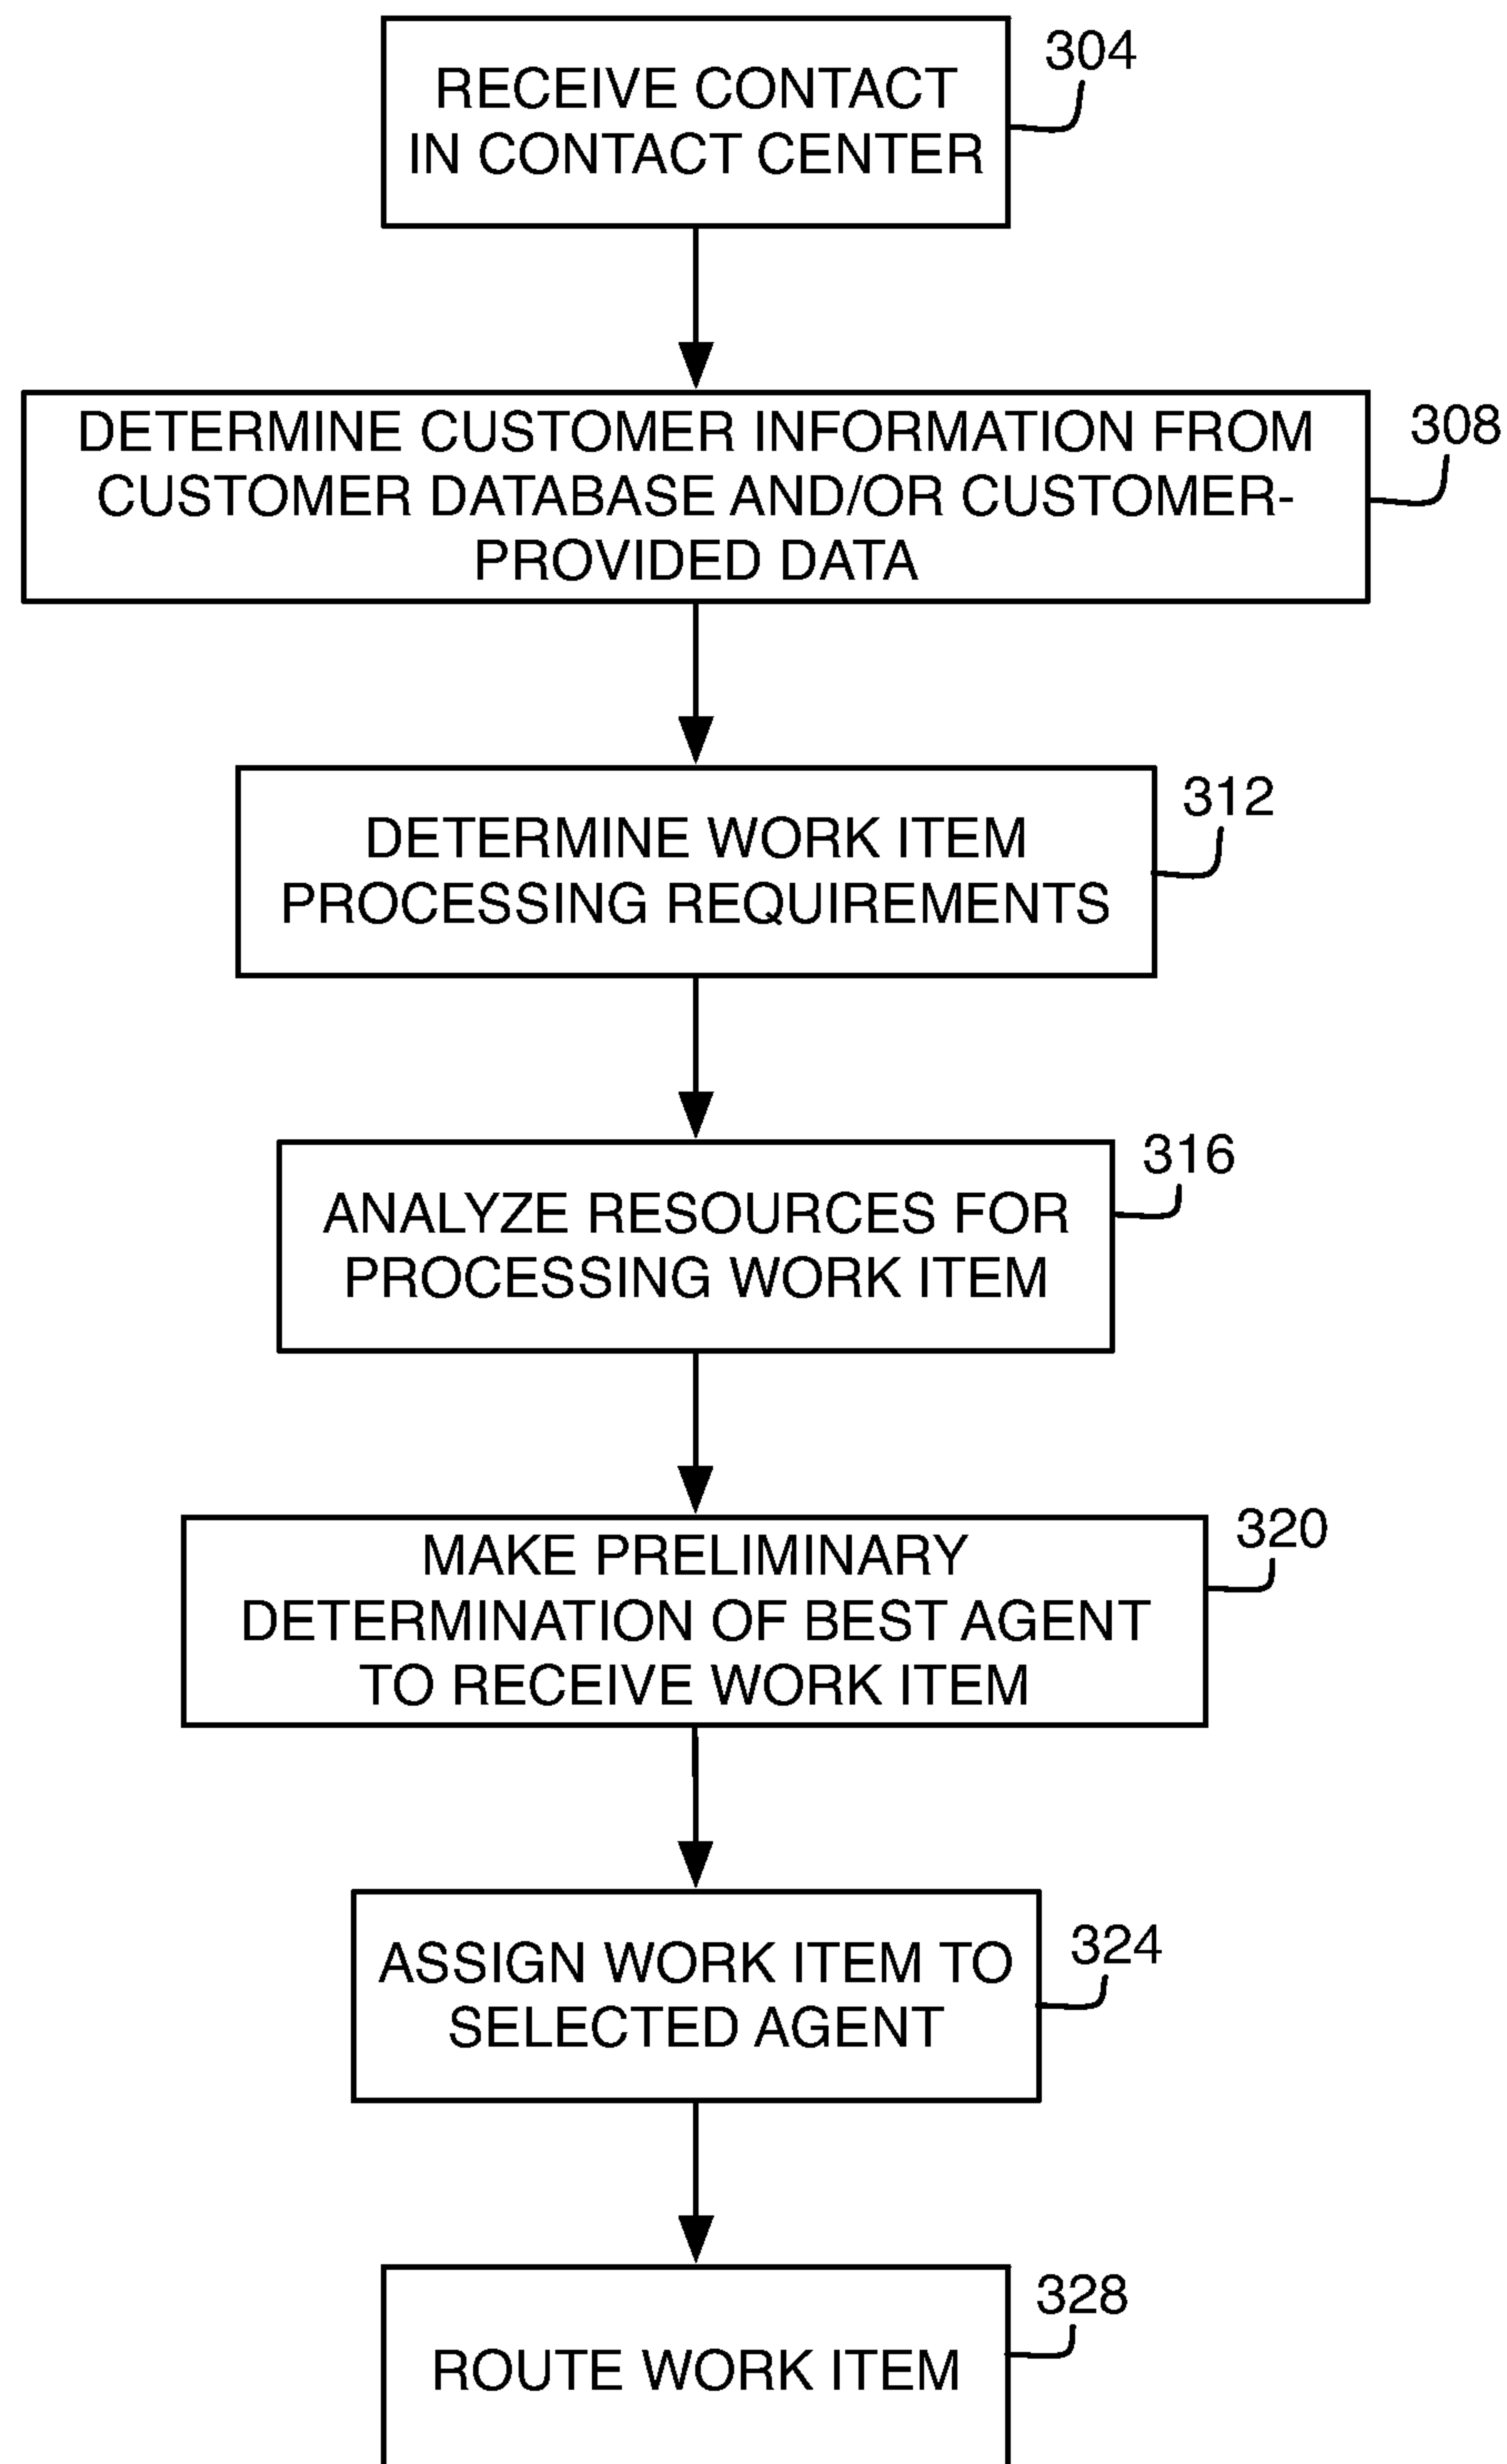 RECEIVE CONTACT
IN CONTACT CENTER
304
DETERMINE CUSTOMER INFORMATION FROM
CUSTOMER DATABASE AND/OR CUSTOMER-
PROVIDED DATA
308
DETERMINE WORK ITEM
PROCESSING REQUIREMENTS
312
ANALYZE RESOURCES FOR
PROCESSING WORK ITEM
316
MAKE PRELIMINARY
DETERMINATION OF BEST AGENT
TO RECEIVE WORK ITEM
320
ASSIGN WORK ITEM TO
SELECTED AGENT
324
ROUTE WORK ITEM
328